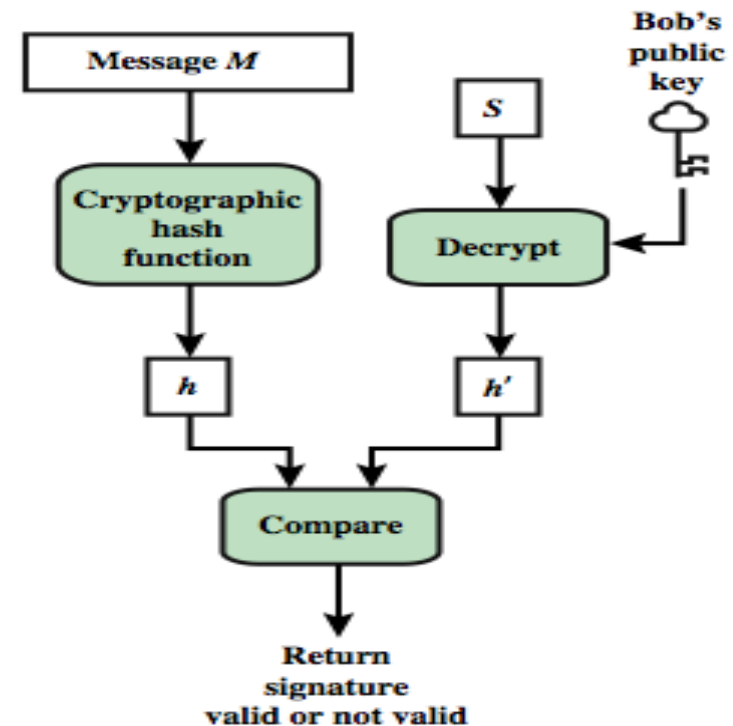 Message M
Bob's
public
key
S
Cryptographic
hash
function
Decrypt
h
h'
Compare
Return
signature
valid or not valid